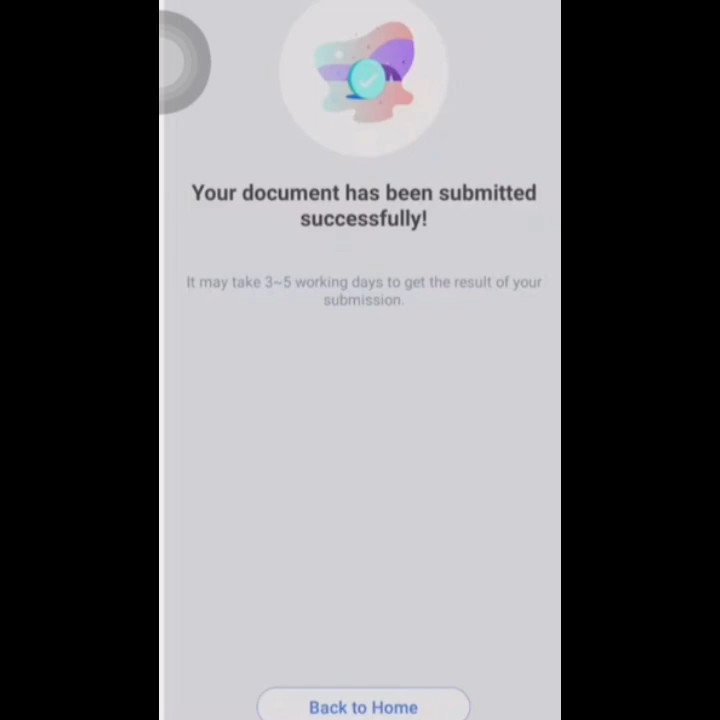 Your document has been submitted
successfully!
It may take 3~5 working days to get the result of your
submission.
Back to Home